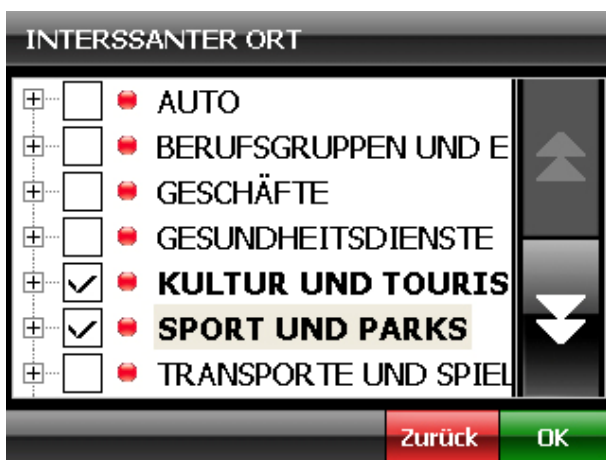 INTERSSANTER ORT
AUTO
BERUFSGRUPPEN UND E
GESCHÄFTE
GESUNDHEITSDIENSTE
KULTUR UND TOURIS
SPORT UND PARKS
TRANSPORTE UND SPIEL
Zurück OK